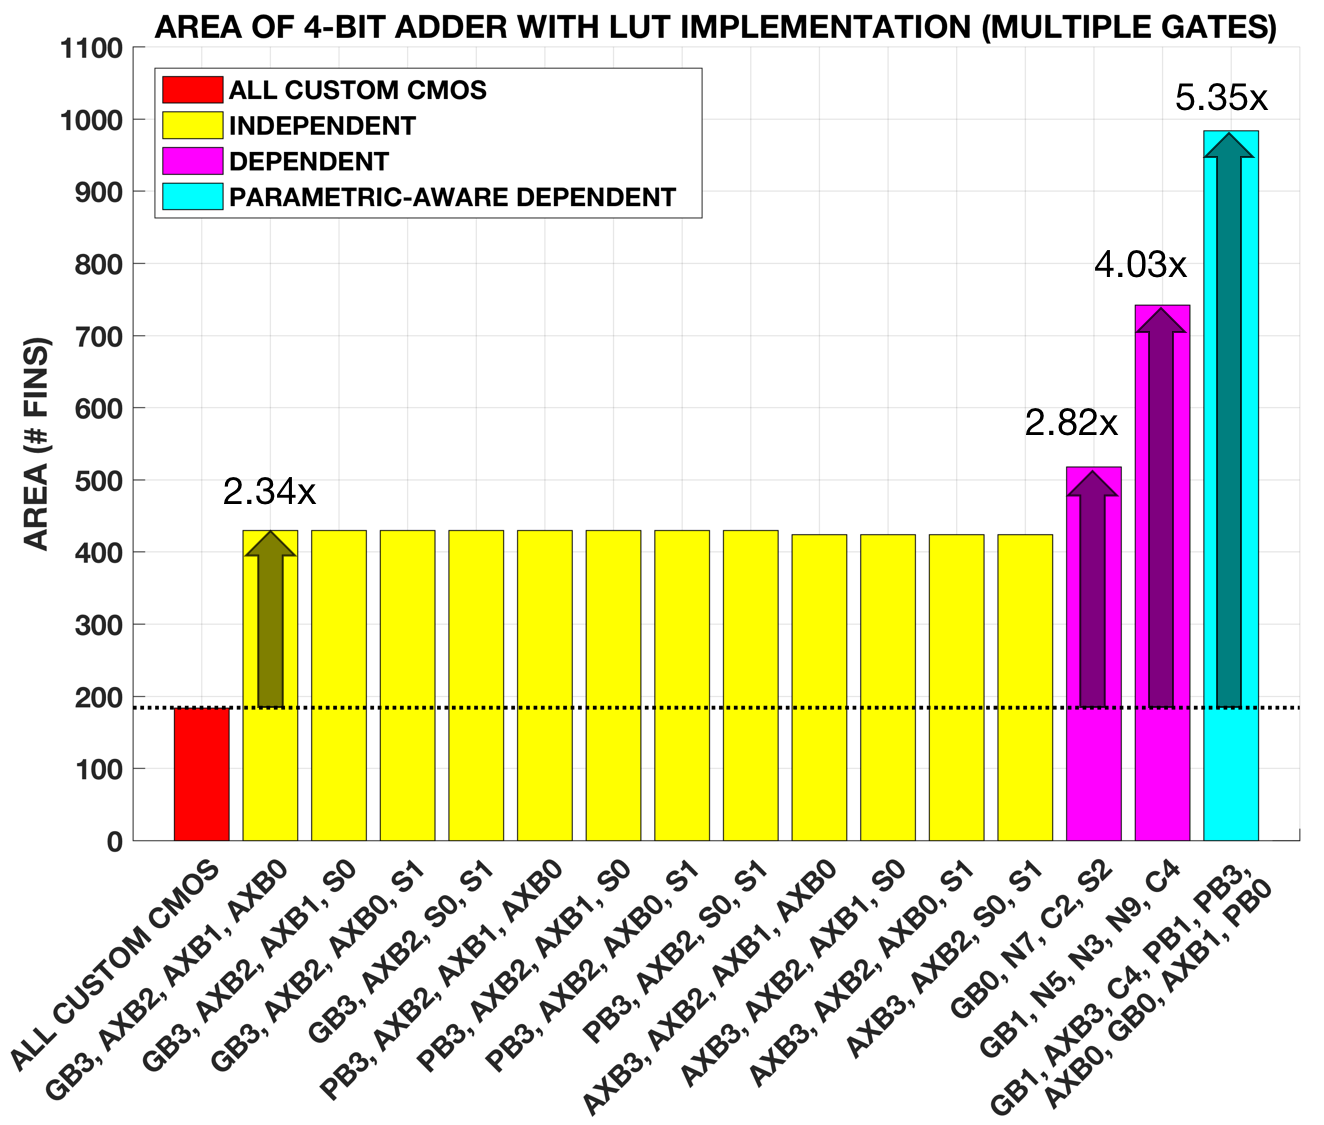 AREA OF 4-BIT ADDER WITH LUT IMPLEMENTATION (MULTIPLE GATES)
ALL CUSTOM CMOS
INDEPENDENT
DEPENDENT
PARAMETRIC-AWARE DEPENDENT
AREA (# FINS)
1100
1000
900
800
700
600
500
400
300
200
100
0
2.34x
2.82x
4.03x
5.35x
ALL CUSTOM CMOS
GB3, AXB2, AXB1, AXB0
GB3, AXB2, AXB1, S0
GB3, AXB2, AXB0, S1
GB3, AXB2, S0, S1
PB3, AXB2, AXB1, AXB0
PB3, AXB2, AXB1, S0
PB3, AXB2, AXB0, S1
PB3, AXB2, S0, S1
AXB3, AXB2, AXB1, AXB0
AXB3, AXB2, AXB1, S0
AXB3, AXB2, AXB0, S1
AXB3, AXB2, S0, S1
GB0, N7, C2, S2
GB1, N5, N3, N9, C4
GB1, AXB3, C4, PB1, PB3,
AXB0, GB0, AXB1, PB0